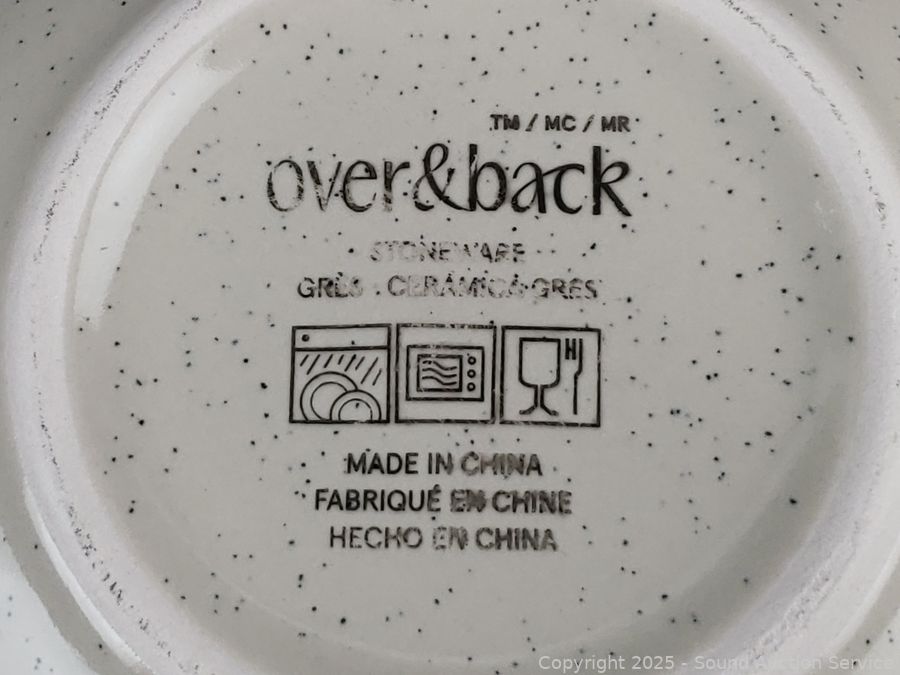 TM / MC / MR
over&back
STONEWARE
GRÈS · CERÁMICA GRES
MADE IN CHINA
FABRIQUÉ EN CHINE
HECHO EN CHINA
Copyright 2025 - Sound Auction Service